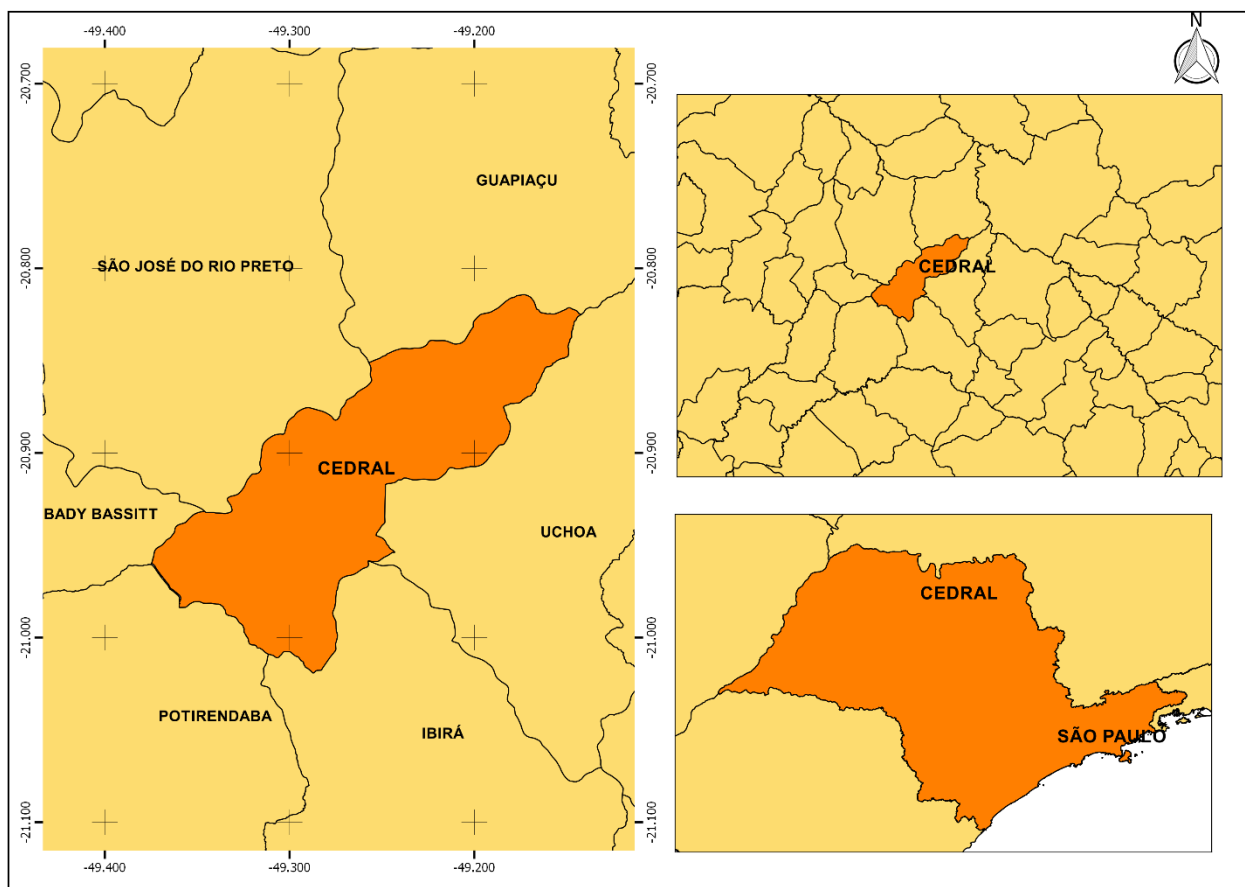 -49.400
-49.300
-49.200
N
-20.700
-20.700
GUAPIAÇU
SÃO JOSÉ DO RIO PRETO
-20.800
-20.800
CEDRAL
CEDRAL
-20.900
-20.900
BADY BASSITT
UCHOA
CEDRAL
-21.000
-21.000
POTIRENDABA
IBIRÁ
SÃO PAULO
-21.100
-21.100
-49.400
-49.300
-49.200